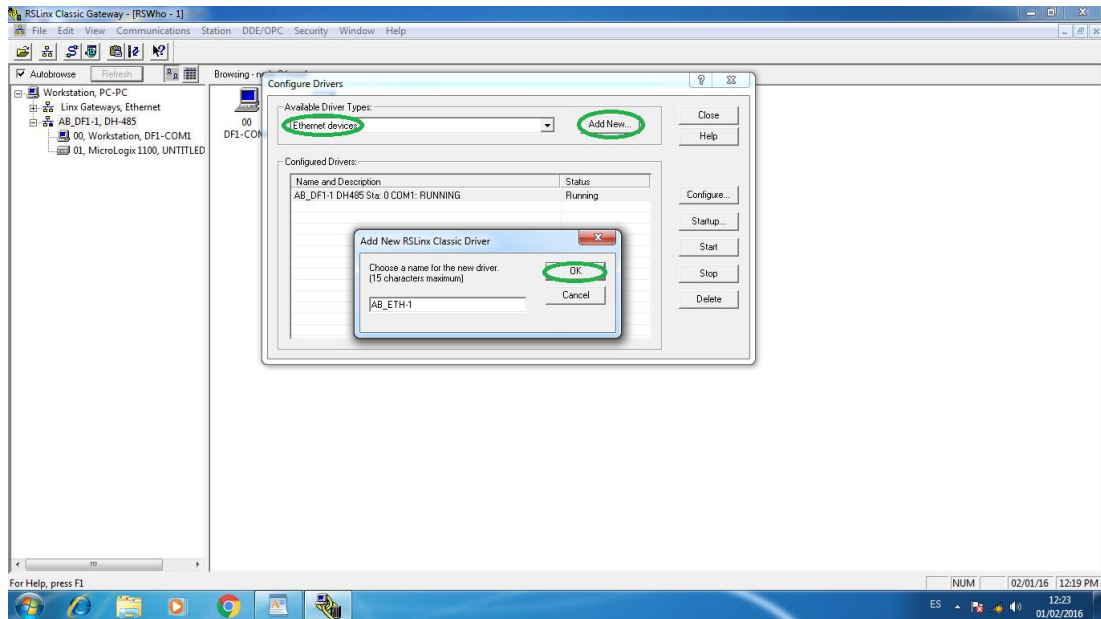 RSLinx Classic Gateway - [RSWho - 1]
File Edit View Communications Station DDE/OPC Security Window Help
Autobrowse Refresh
Workstation, PC-PC
Linx Gateways, Ethernet
AB_DF1-1, DH-485
00, Workstation, DF1-COM1
01, MicroLogix 1100, UNTITLED
Browsing -
00
DF1-COM
Configure Drivers
Available Driver Types:
Ethernet devices
Add New...
Close
Help
Configured Drivers:
Name and Description Status
AB_DF1-1 DH485 Sta: 0 COM1: RUNNING Running
Configure...
Startup...
Start
Stop
Delete
Add New RSLinx Classic Driver
Choose a name for the new driver.
(15 characters maximum)
AB_ETH-1
OK
Cancel
For Help, press F1
NUM 02/01/16 12:19 PM
ES 12:23
01/02/2016